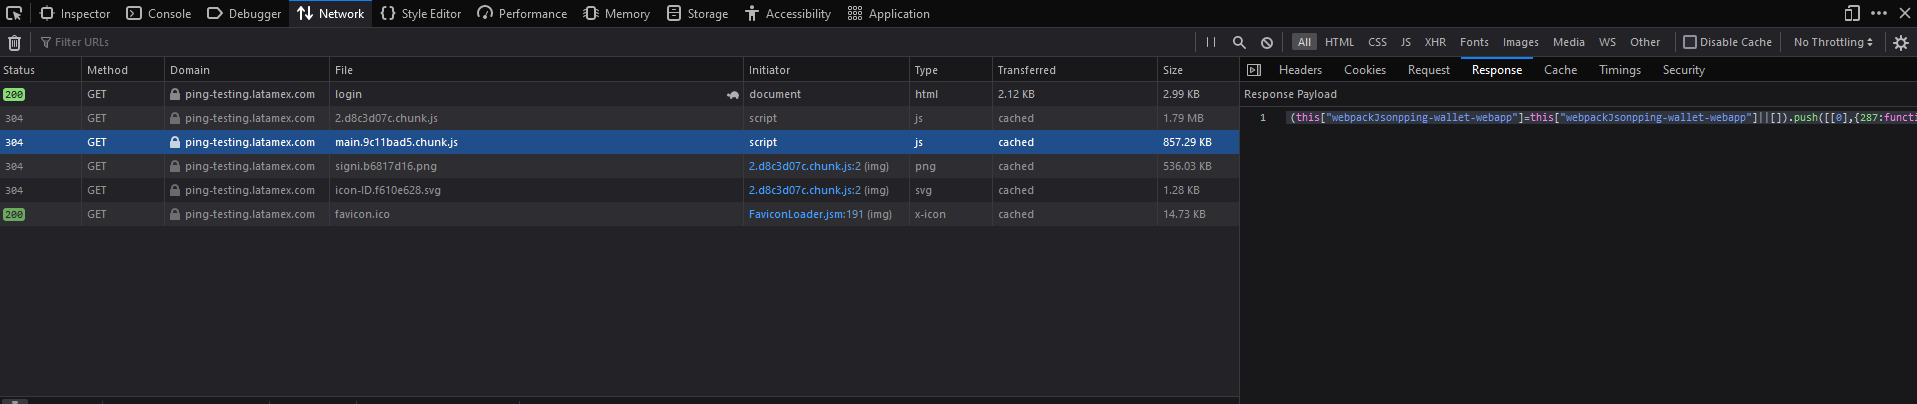 Inspector Console Debugger Network Style Editor Performance Memory Storage Accessibility Application
Filter URLs All HTML CSS JS XHR Fonts Images Media WS Other Disable Cache No Throttling
Status Method Domain File Initiator Type Transferred Size
200 GET ping-testing.latamex.com login document html 2.12 KB 2.99 KB
304 GET ping-testing.latamex.com 2.d8c3d07c.chunk.js script js cached 1.79 MB
304 GET ping-testing.latamex.com main.9c11bad5.chunk.js script js cached 857.29 KB
304 GET ping-testing.latamex.com signi.b6817d16.png 2.d8c3d07c.chunk.js:2 (img) png cached 536.03 KB
304 GET ping-testing.latamex.com icon-ID.f610e628.svg 2.d8c3d07c.chunk.js:2 (img) svg cached 1.28 KB
200 GET ping-testing.latamex.com favicon.ico FaviconLoader.jsm:191 (img) x-icon cached 14.73 KB
Headers Cookies Request Response Cache Timings Security
Response Payload
1 (this["webpackJsonpping-wallet-webapp"]=this["webpackJsonpping-wallet-webapp"]||[]).push([[0],{287:functi